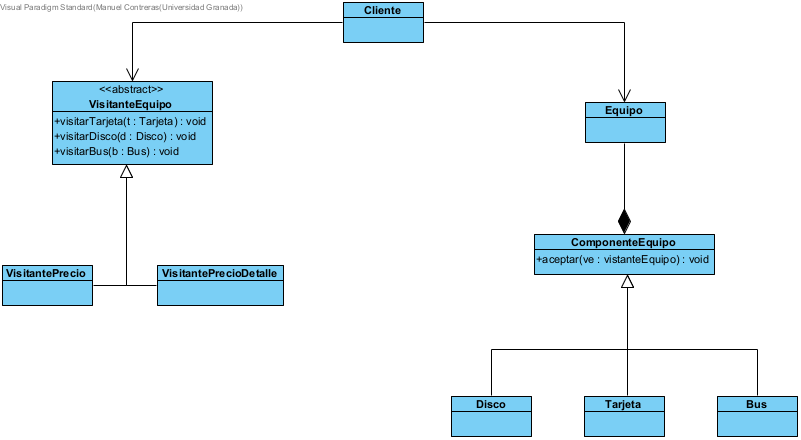 Visual Paradigm Standard(Manuel Contreras(Universidad Granada))
Cliente
<<abstract>>
VisitanteEquipo
+visitarTarjeta(t : Tarjeta) : void
+visitarDisco(d : Disco) : void
+visitarBus(b : Bus) : void
Equipo
ComponenteEquipo
+aceptar(ve : vistanteEquipo) : void
VisitantePrecio
VisitantePrecioDetalle
Disco
Tarjeta
Bus